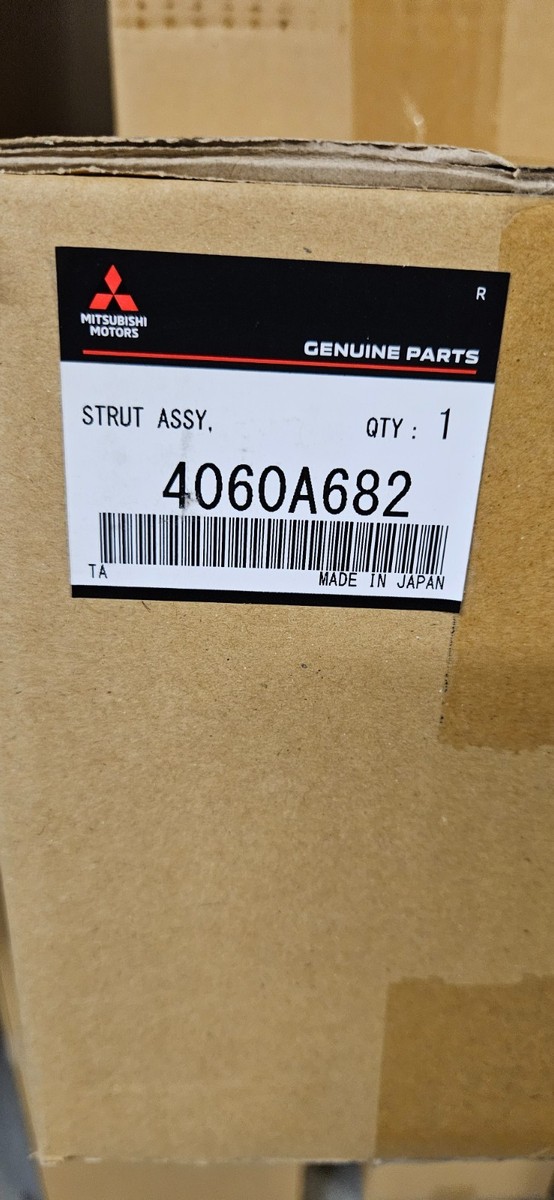 R
MITSUBISHI
MOTORS
GENUINE PARTS
STRUT ASSY,
QTY: 1
4060A682
TA
MADE IN JAPAN